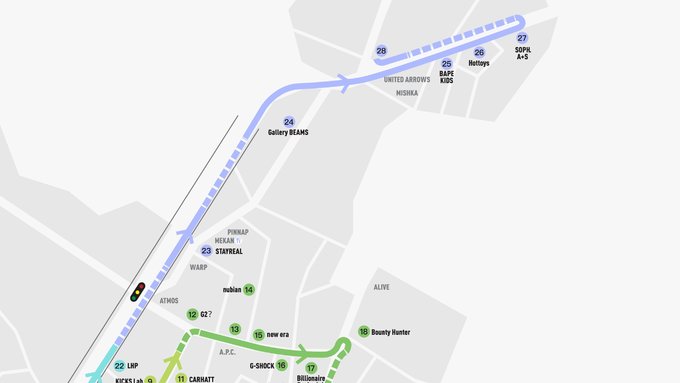 28
27
SOPH.
A+S
26
Hottoys
25
BAPE
KIDS
UNITED ARROWS
MISHKA
24
Gallery BEAMS
PINNAP
MEKAN
23
STAYREAL
WARP
ALIVE
nubian 14
ATMOS
12 G2?
13
15 new era
18 Bounty Hunter
A.P.C.
G-SHOCK 16
17
Billionaire
22 LHP
KICKS Lab 9
11 CARHATT